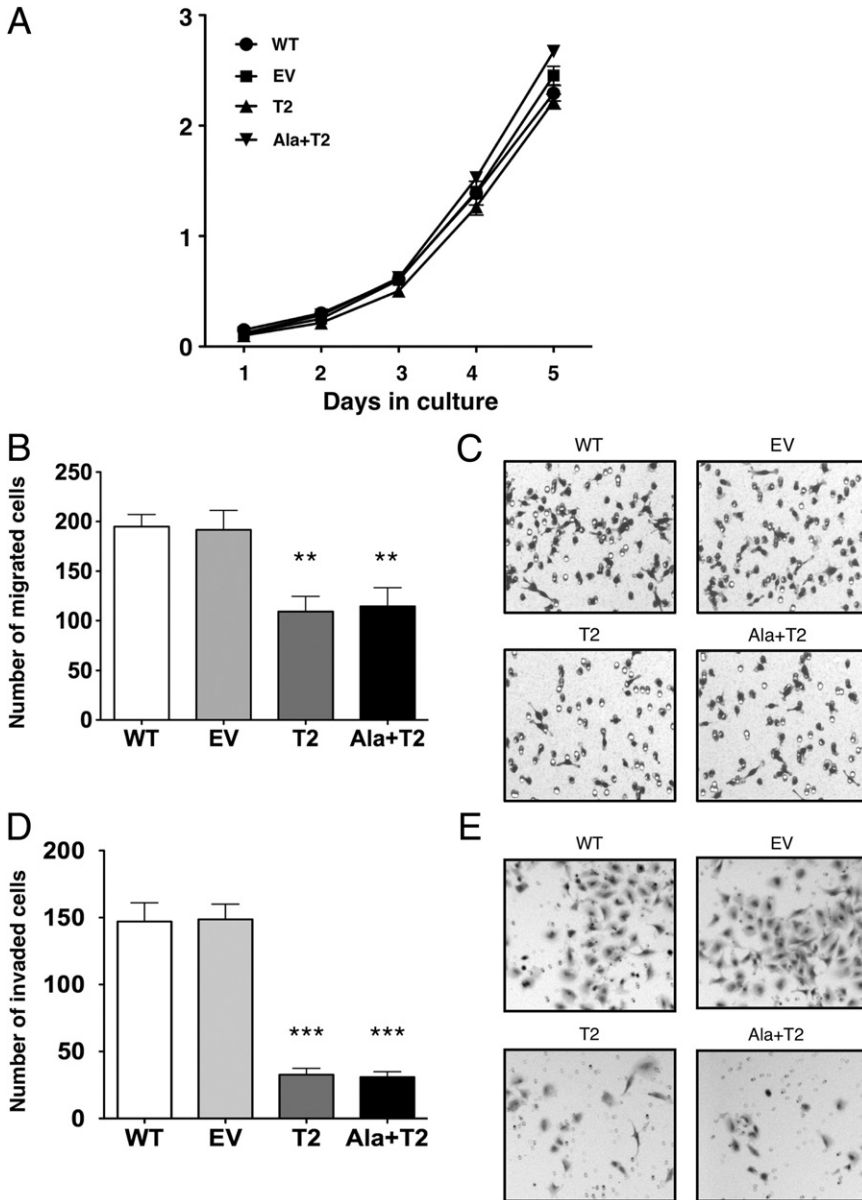 A
3
2
1
0
WT
EV
T2
Ala+T2
1 2 3 4 5
Days in culture
B
Number of migrated cells
250
200
150
100
50
0
** **
WT EV T2 Ala+T2
C
WT EV
T2 Ala+T2
D
Number of invaded cells
200
150
100
50
0
*** ***
WT EV T2 Ala+T2
E
WT EV
T2 Ala+T2